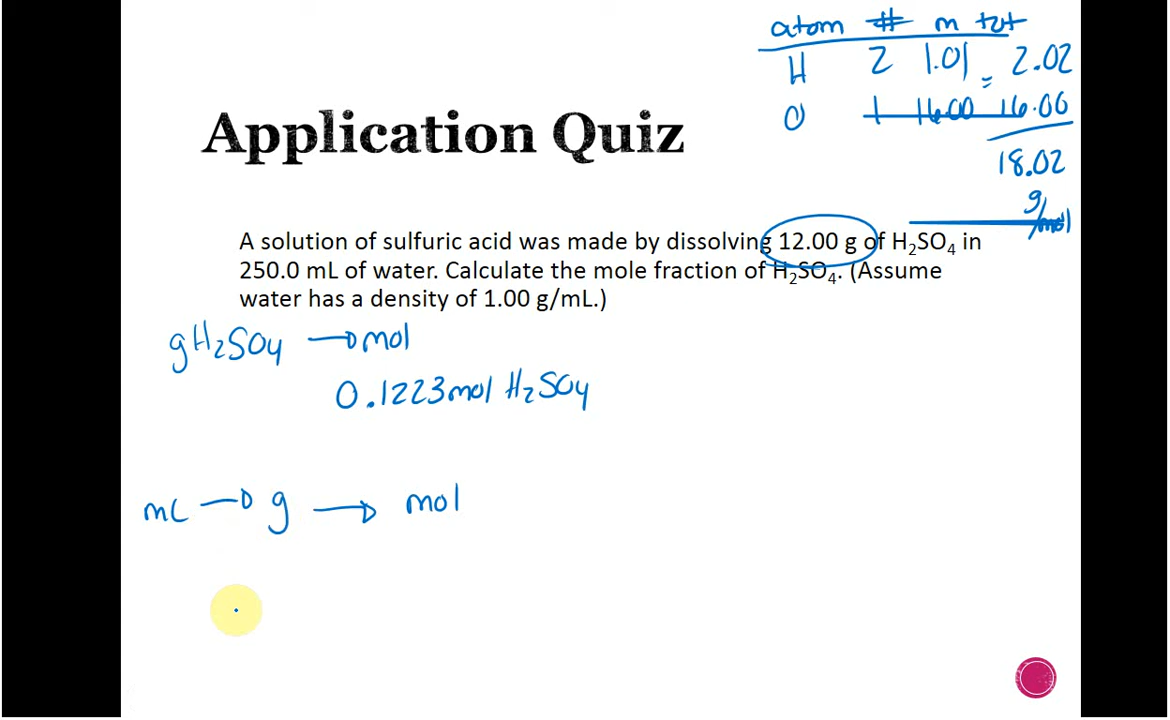 atom # m tot
H 2 1.01 = 2.02
O 1 16.00 16.00
18.02
g/mol
Application Quiz
A solution of sulfuric acid was made by dissolving 12.00 g of H₂SO₄ in
250.0 mL of water. Calculate the mole fraction of H₂SO₄. (Assume
water has a density of 1.00 g/mL.)
gH₂SO₄ → mol
0.1223 mol H₂SO₄
mL → g → mol